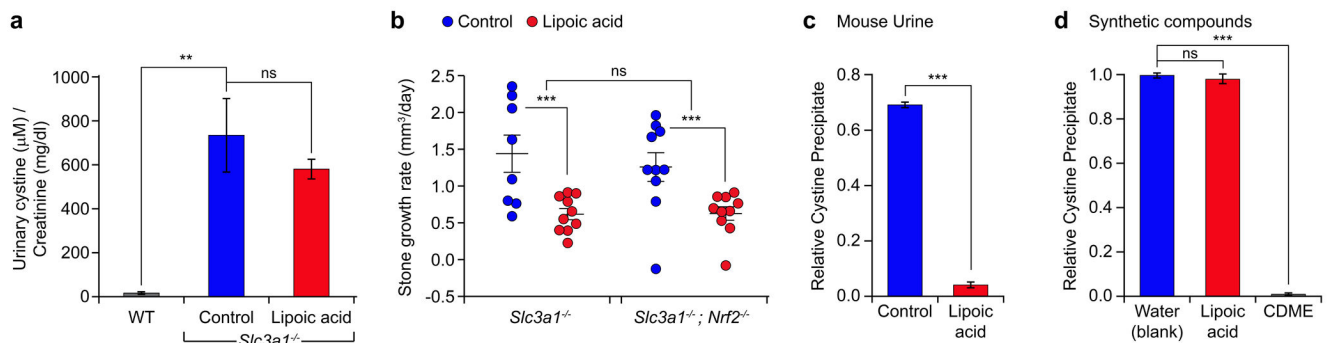 a
Urinary cystine (μM) /
Creatinine (mg/dl)
1000
800
600
400
200
0
**
ns
WT
Control
Lipoic acid
Slc3a1-/-
b
Control
Lipoic acid
Stone growth rate (mm3/day)
2.5
2.0
1.5
1.0
0.5
0.0
-0.5
ns
***
***
Slc3a1-/-
Slc3a1-/- ; Nrf2-/-
c
Mouse Urine
Relative Cystine Precipitate
0.8
0.6
0.4
0.2
0.0
***
Control
Lipoic
acid
d
Synthetic compounds
Relative Cystine Precipitate
1.0
0.8
0.6
0.4
0.2
0.0
***
ns
Water
(blank)
Lipoic
acid
CDME